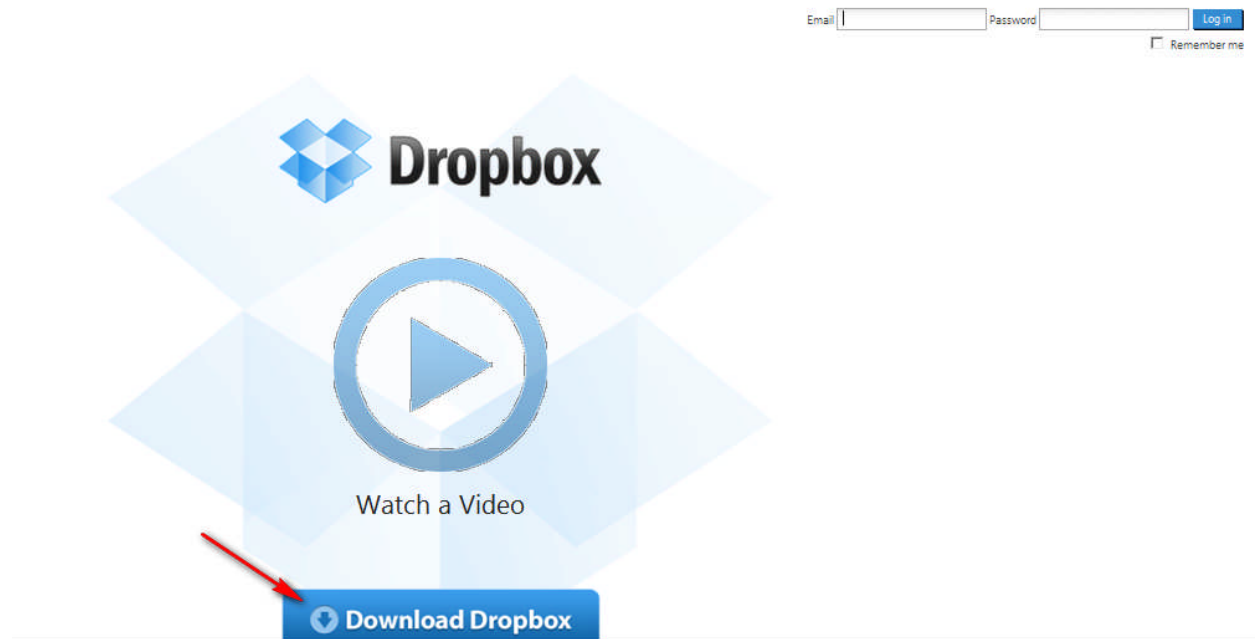 Email Password Log in
Remember me
Dropbox
Watch a Video
Download Dropbox